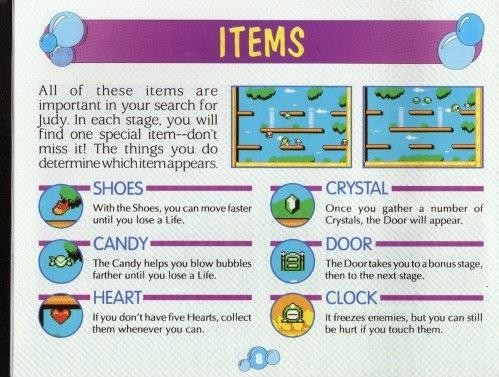 ITEMS
All of these items are
important in your search for
Judy. In each stage, you will
find one special item--don't
miss it! The things you do
determine which item appears.
SHOES
With the Shoes, you can move faster
until you lose a Life.
CANDY
The Candy helps you blow bubbles
farther until you lose a Life.
HEART
If you don't have five Hearts, collect
them whenever you can.
CRYSTAL
Once you gather a number of
Crystals, the Door will appear.
DOOR
The Door takes you to a bonus stage,
then to the next stage.
CLOCK
It freezes enemies, but you can still
be hurt if you touch them.
8